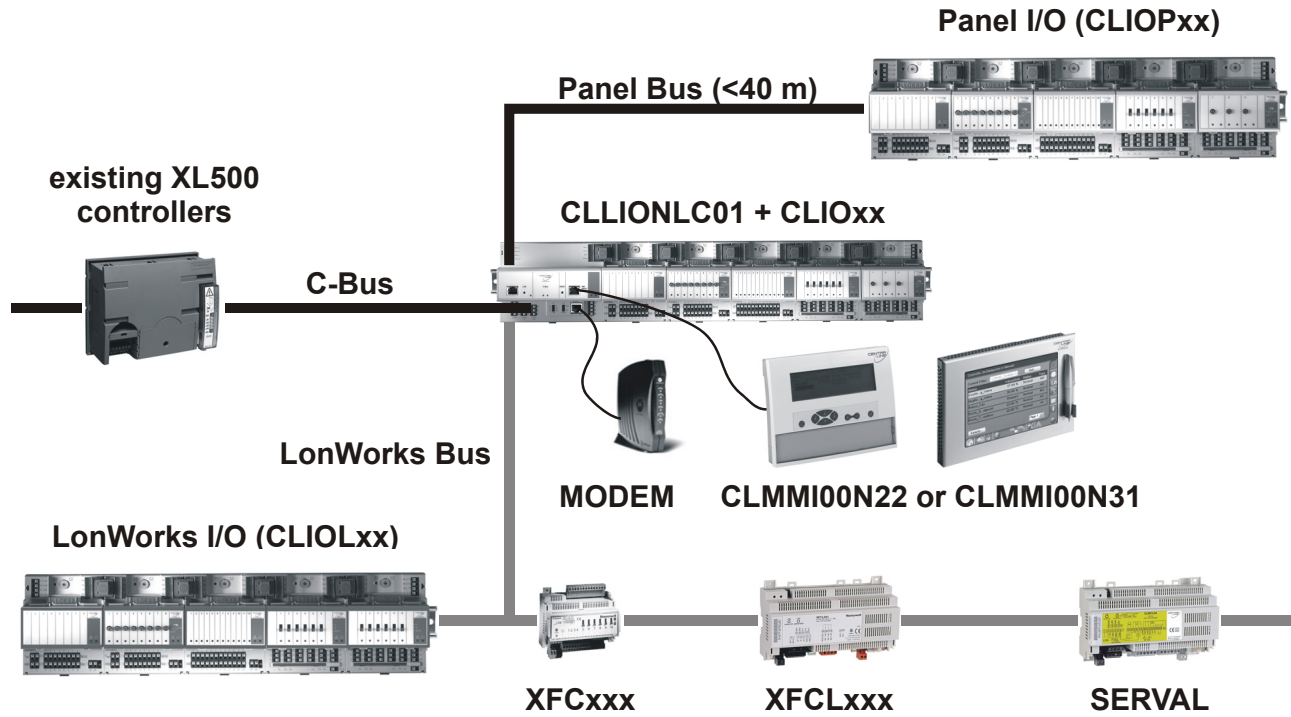 Panel I/O (CLIOPxx)
Panel Bus (<40 m)
existing XL500
controllers
CLLIONLC01 + CLIOxx
C-Bus
LonWorks Bus
MODEM
CLMMI00N22 or CLMMI00N31
LonWorks I/O (CLIOLxx)
XFCxxx
XFCLxxx
SERVAL